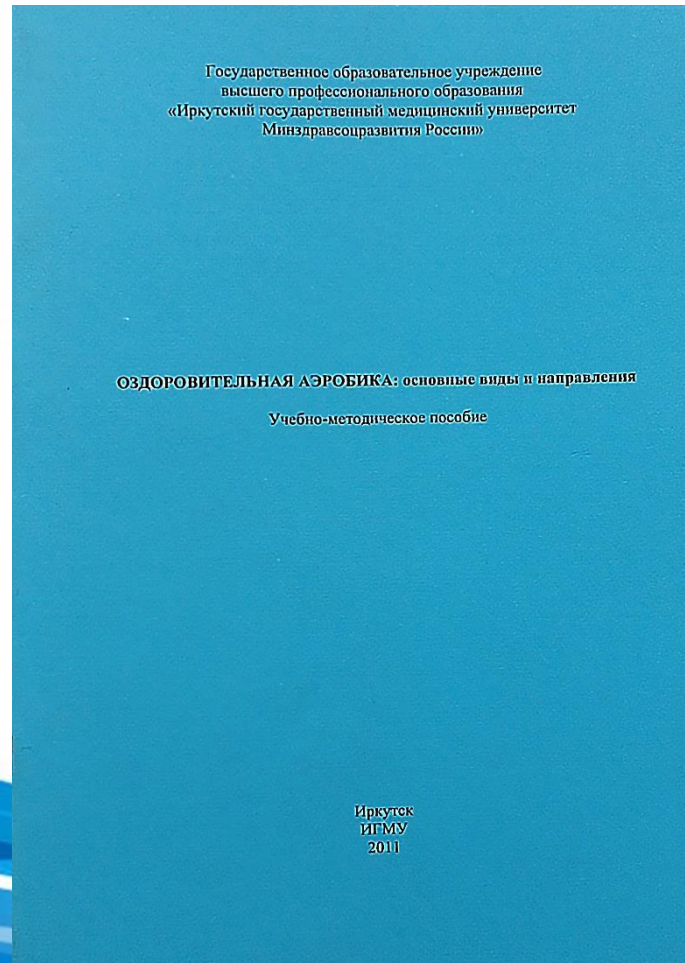 Государственное образовательное учреждение
высшего профессионального образования
«Иркутский государственный медицинский университет
Минздравсоцразвития России»
ОЗДОРОВИТЕЛЬНАЯ АЭРОБИКА: основные виды и направления
Учебно-методическое пособие
Иркутск
ИГМУ
2011